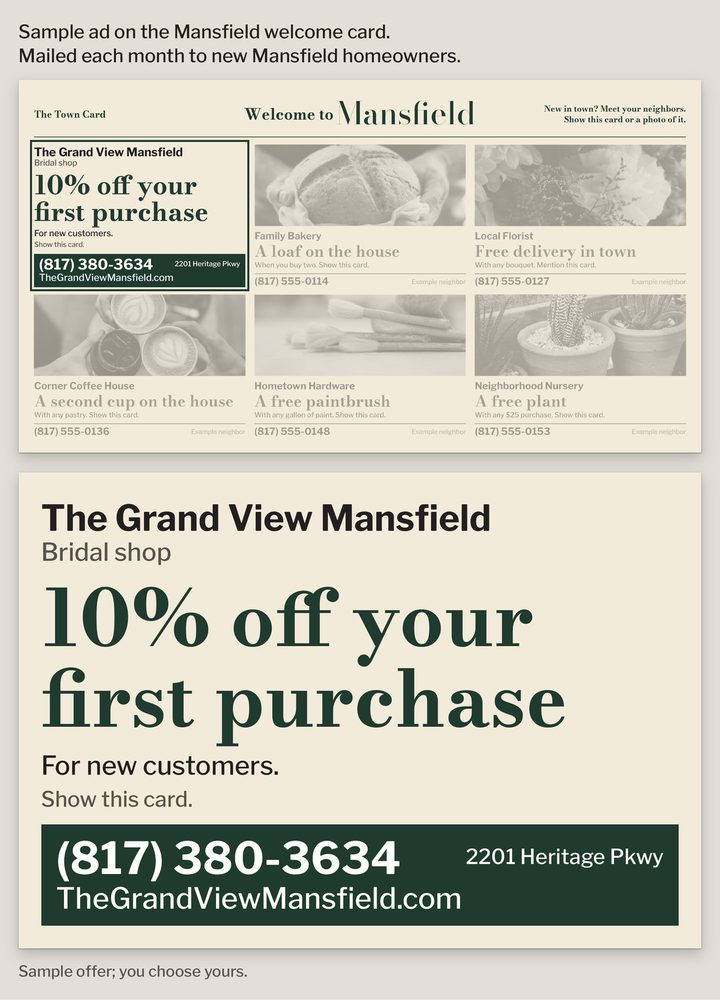 Sample ad on the Mansfield welcome card.
Mailed each month to new Mansfield homeowners.
The Town Card
Welcome to Mansfield
New in town? Meet your neighbors.
Show this card or a photo of it.
The Grand View Mansfield
Bridal shop
10% off your
first purchase
For new customers.
Show this card.
(817) 380-3634
2201 Heritage Pkwy
TheGrandViewMansfield.com
Family Bakery
A loaf on the house
When you buy two. Show this card.
(817) 555-0114
Example neighbor
Local Florist
Free delivery in town
With any bouquet. Mention this card.
(817) 555-0127
Example neighbor
Corner Coffee House
A second cup on the house
With any pastry. Show this card.
(817) 555-0136
Example neighbor
Hometown Hardware
A free paintbrush
With any gallon of paint. Show this card.
(817) 555-0148
Example neighbor
Neighborhood Nursery
A free plant
With any $25 purchase. Show this card.
(817) 555-0153
Example neighbor
The Grand View Mansfield
Bridal shop
10% off your
first purchase
For new customers.
Show this card.
(817) 380-3634
2201 Heritage Pkwy
TheGrandViewMansfield.com
Sample offer; you choose yours.